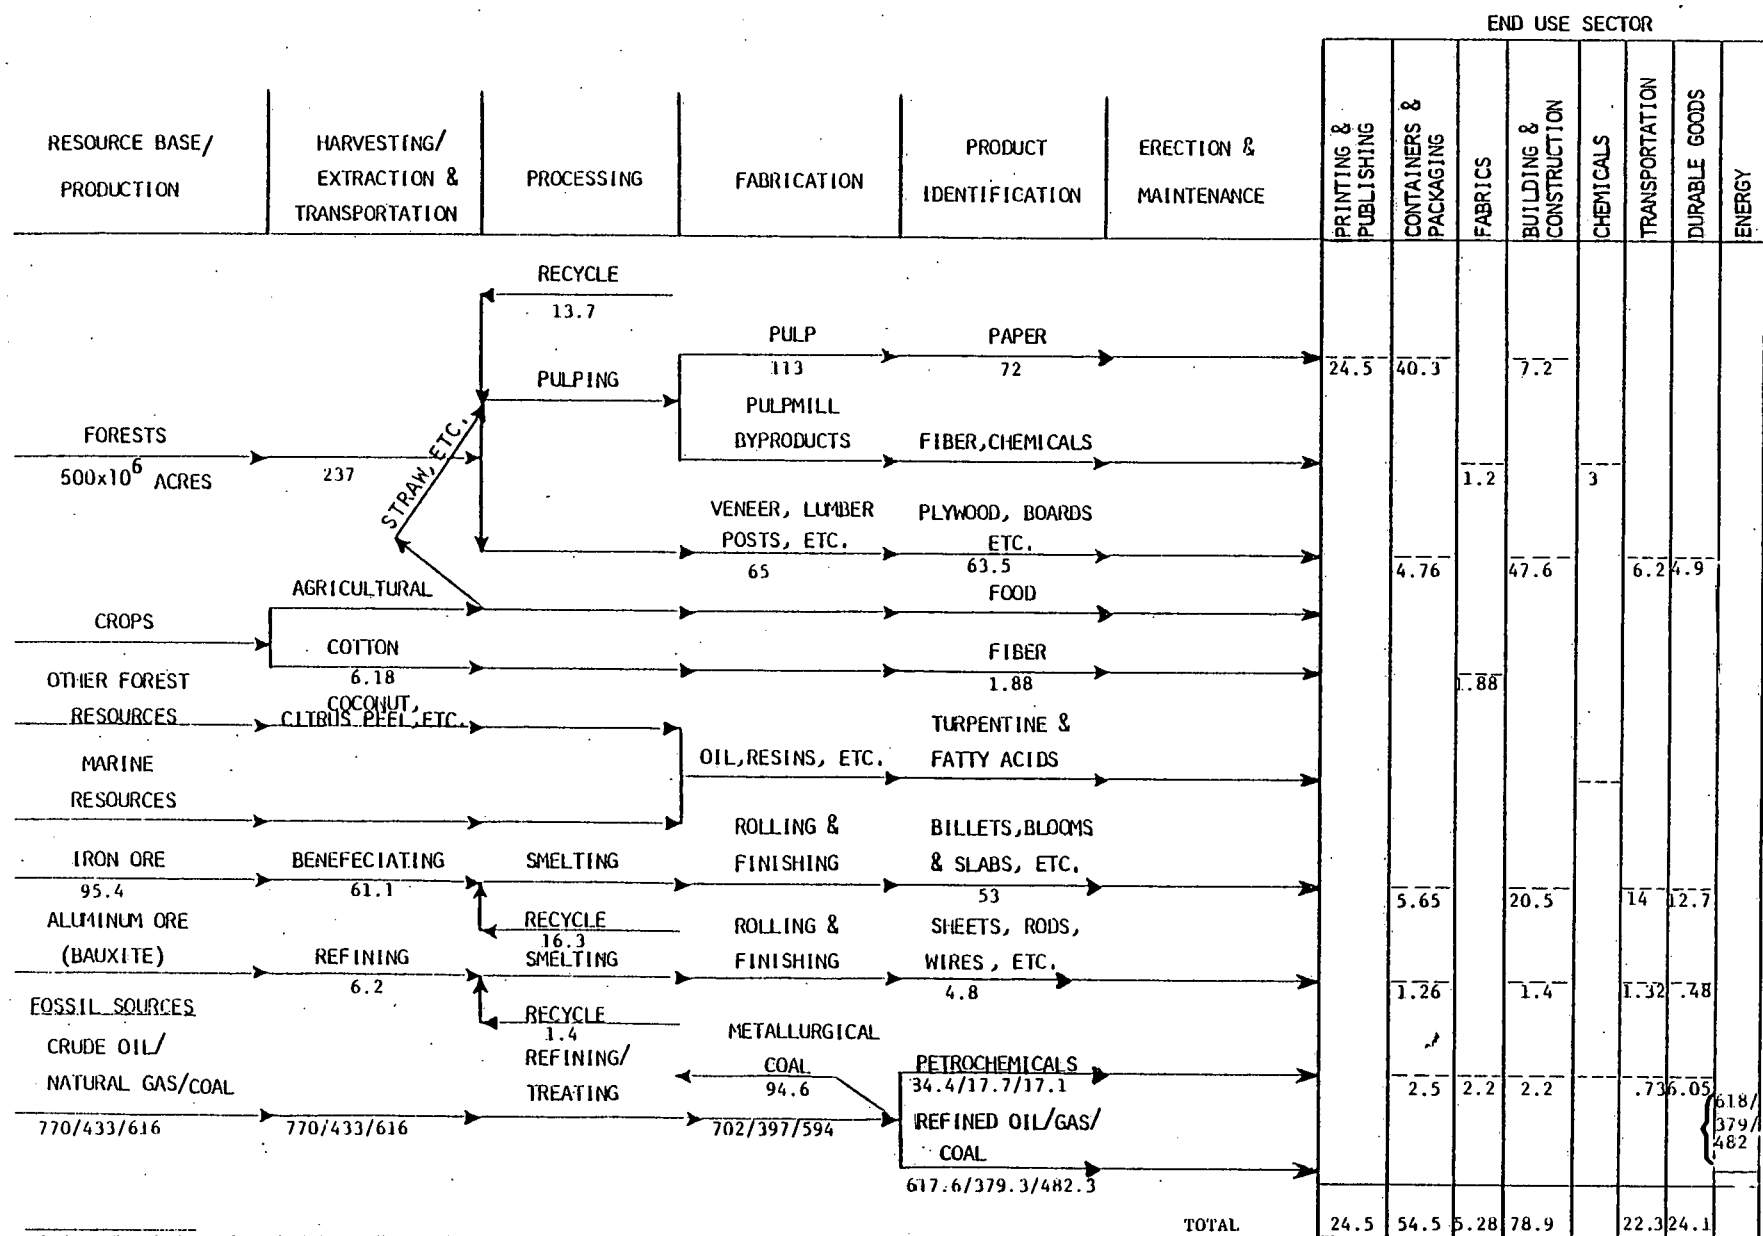 END USE SECTOR
RESOURCE BASE/
PRODUCTION
HARVESTING/
EXTRACTION &
TRANSPORTATION
PROCESSING
FABRICATION
PRODUCT
IDENTIFICATION
ERECTION &
MAINTENANCE
PRINTING &
PUBLISHING
CONTAINERS &
PACKAGING
FABRICS
BUILDING &
CONSTRUCTION
CHEMICALS
TRANSPORTATION
DURABLE GOODS
ENERGY
RECYCLE
13.7
PULP
113
PAPER
72
24.5 40.3 7.2
PULPING
PULPMILL
BYPRODUCTS
FIBER,CHEMICALS
1.2 3
FORESTS
500x10⁶ ACRES
237
STRAW, ETC.
VENEER, LUMBER
POSTS, ETC.
65
PLYWOOD, BOARDS
ETC.
63.5
4.76 47.6 6.2 4.9
CROPS
AGRICULTURAL
FOOD
COTTON
6.18
FIBER
1.88
1.88
OTHER FOREST
RESOURCES
COCONUT,
CITRUS PEEL,ETC.
MARINE
RESOURCES
OIL,RESINS, ETC.
TURPENTINE &
FATTY ACIDS
IRON ORE
95.4
BENEFECIATING
61.1
SMELTING
ROLLING &
FINISHING
BILLETS,BLOOMS
& SLABS, ETC.
53
5.65 20.5 14 12.7
RECYCLE
16.3
ALUMINUM ORE
(BAUXITE)
REFINING
6.2
SMELTING
ROLLING &
FINISHING
SHEETS, RODS,
WIRES, ETC.
4.8
1.26 1.4 1.32 .48
RECYCLE
1.4
FOSSIL SOURCES
CRUDE OIL/
NATURAL GAS/COAL
770/433/616
770/433/616
REFINING/
TREATING
METALLURGICAL
COAL
94.6
702/397/594
PETROCHEMICALS
34.4/17.7/17.1
2.5 2.2 2.2 .73 6.05
REFINED OIL/GAS/
COAL
617.6/379.3/482.3
618/
379/
482
TOTAL 24.5 54.5 5.28 78.9 22.3 24.1